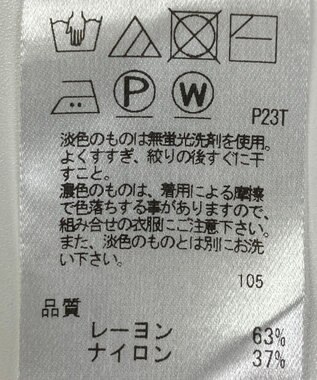 P W
P23T
淡色のものは無蛍光洗剤を使用。
よくすすぎ、絞りの後すぐに干
すこと。
濃色のものは、着用による摩擦
で色落ちする事がありますので、
組み合せの衣服にご注意下さい。
また、淡色のものとは別にお洗
い下さい。
105
品質
レーヨン 63%
ナイロン 37%